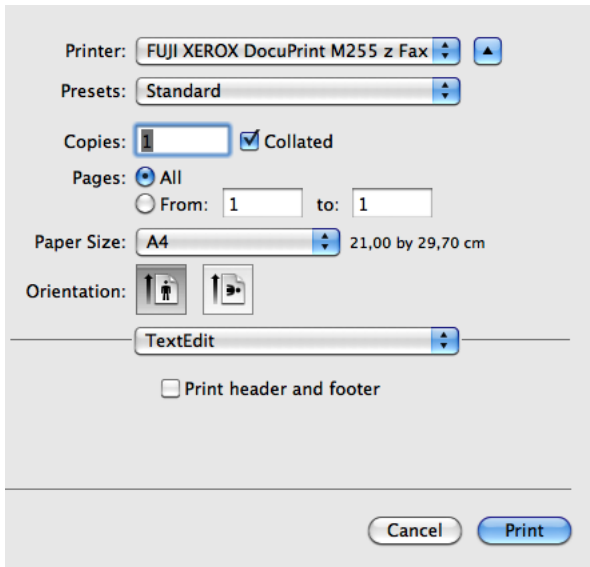 Printer: FUJI XEROX DocuPrint M255 z Fax
Presets: Standard
Copies: 1 Collated
Pages: All
From: 1 to: 1
Paper Size: A4 21,00 by 29,70 cm
Orientation:
TextEdit
Print header and footer
Cancel Print